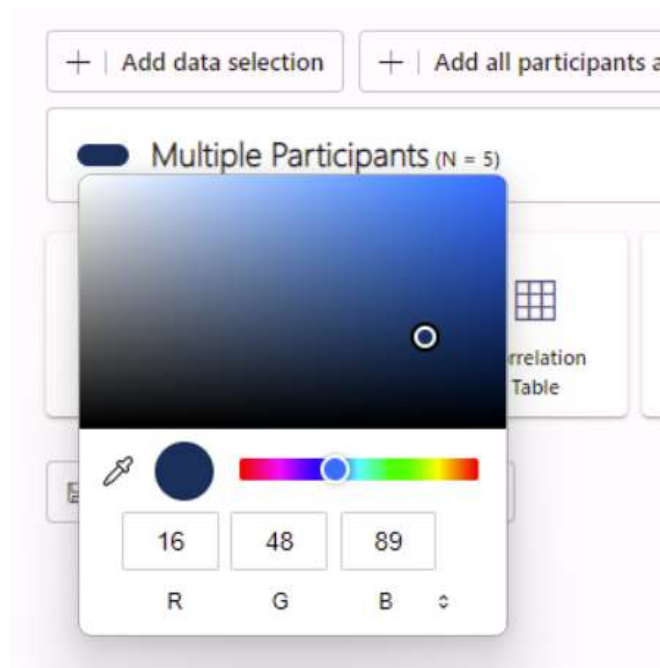 Add data selection
Add all participants a
Multiple Participants (N = 5)
rrelation
Table
16 48 89
R G B